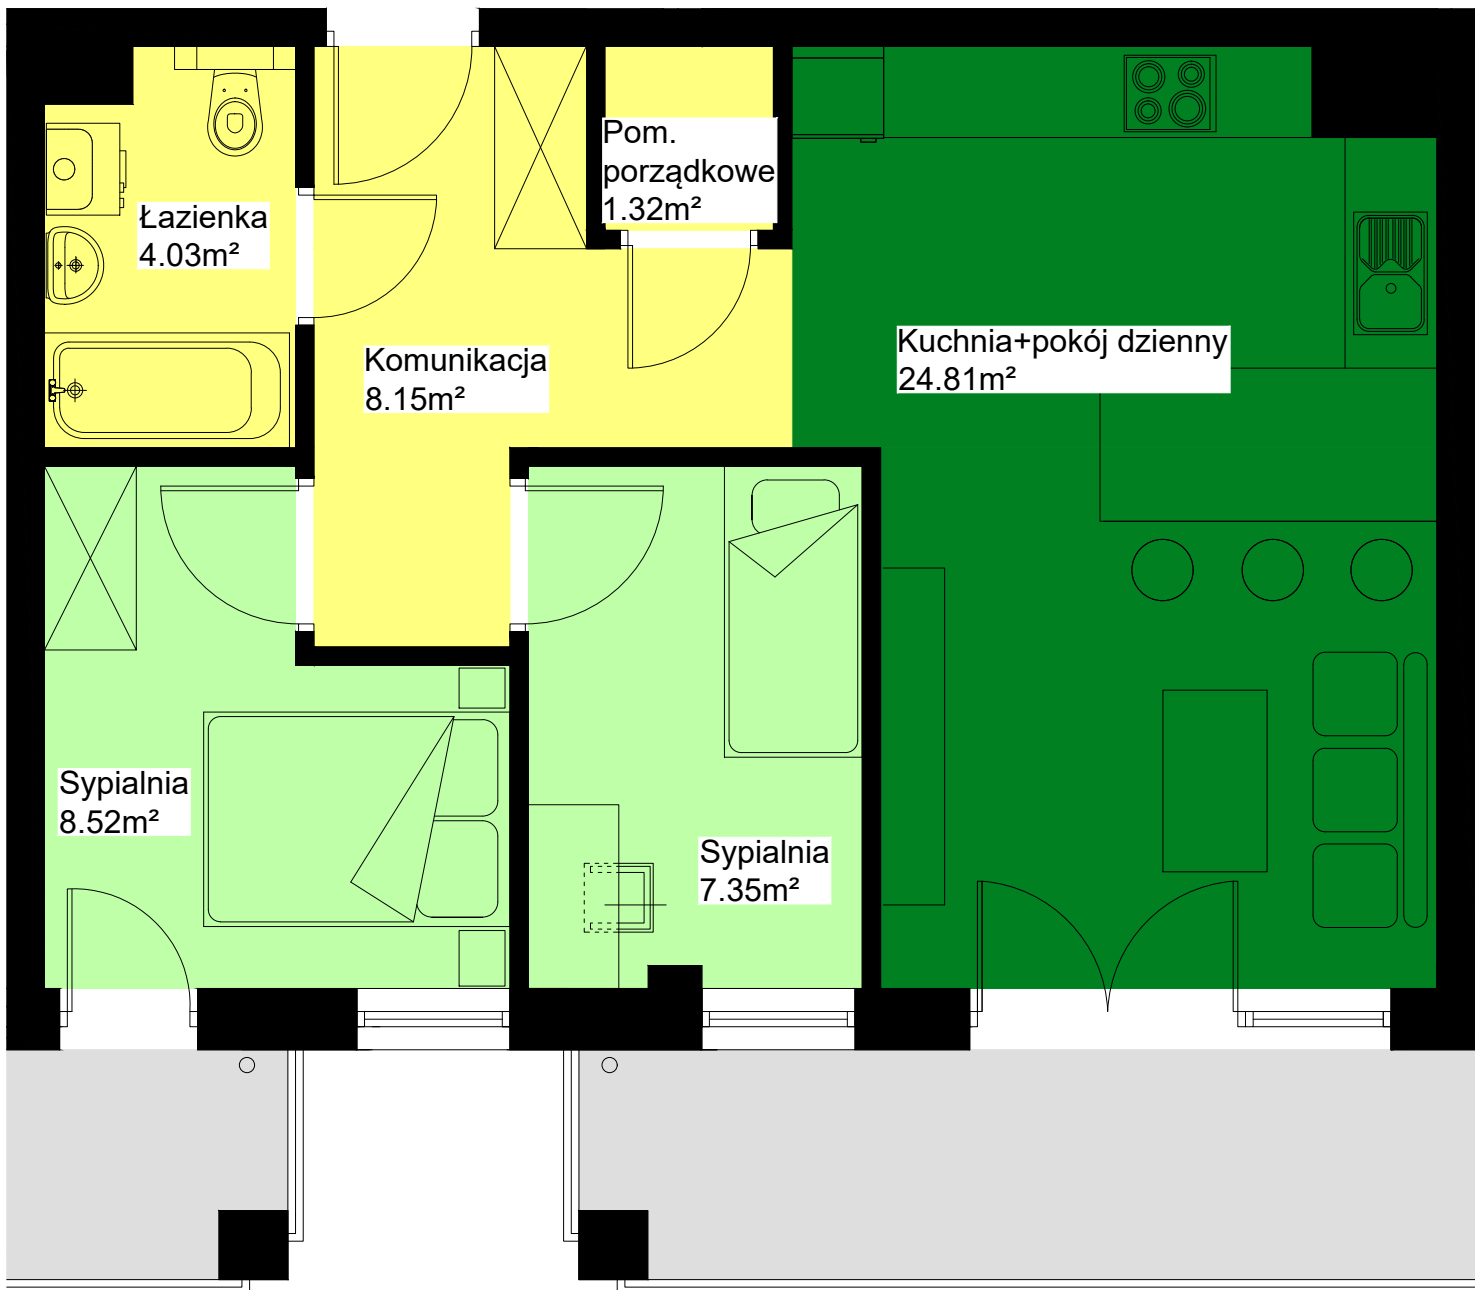 Pom.
porządkowe
1.32m²
Łazienka
4.03m²
Komunikacja
8.15m²
Kuchnia+pokój dzienny
24.81m²
Sypialnia
8.52m²
Sypialnia
7.35m²